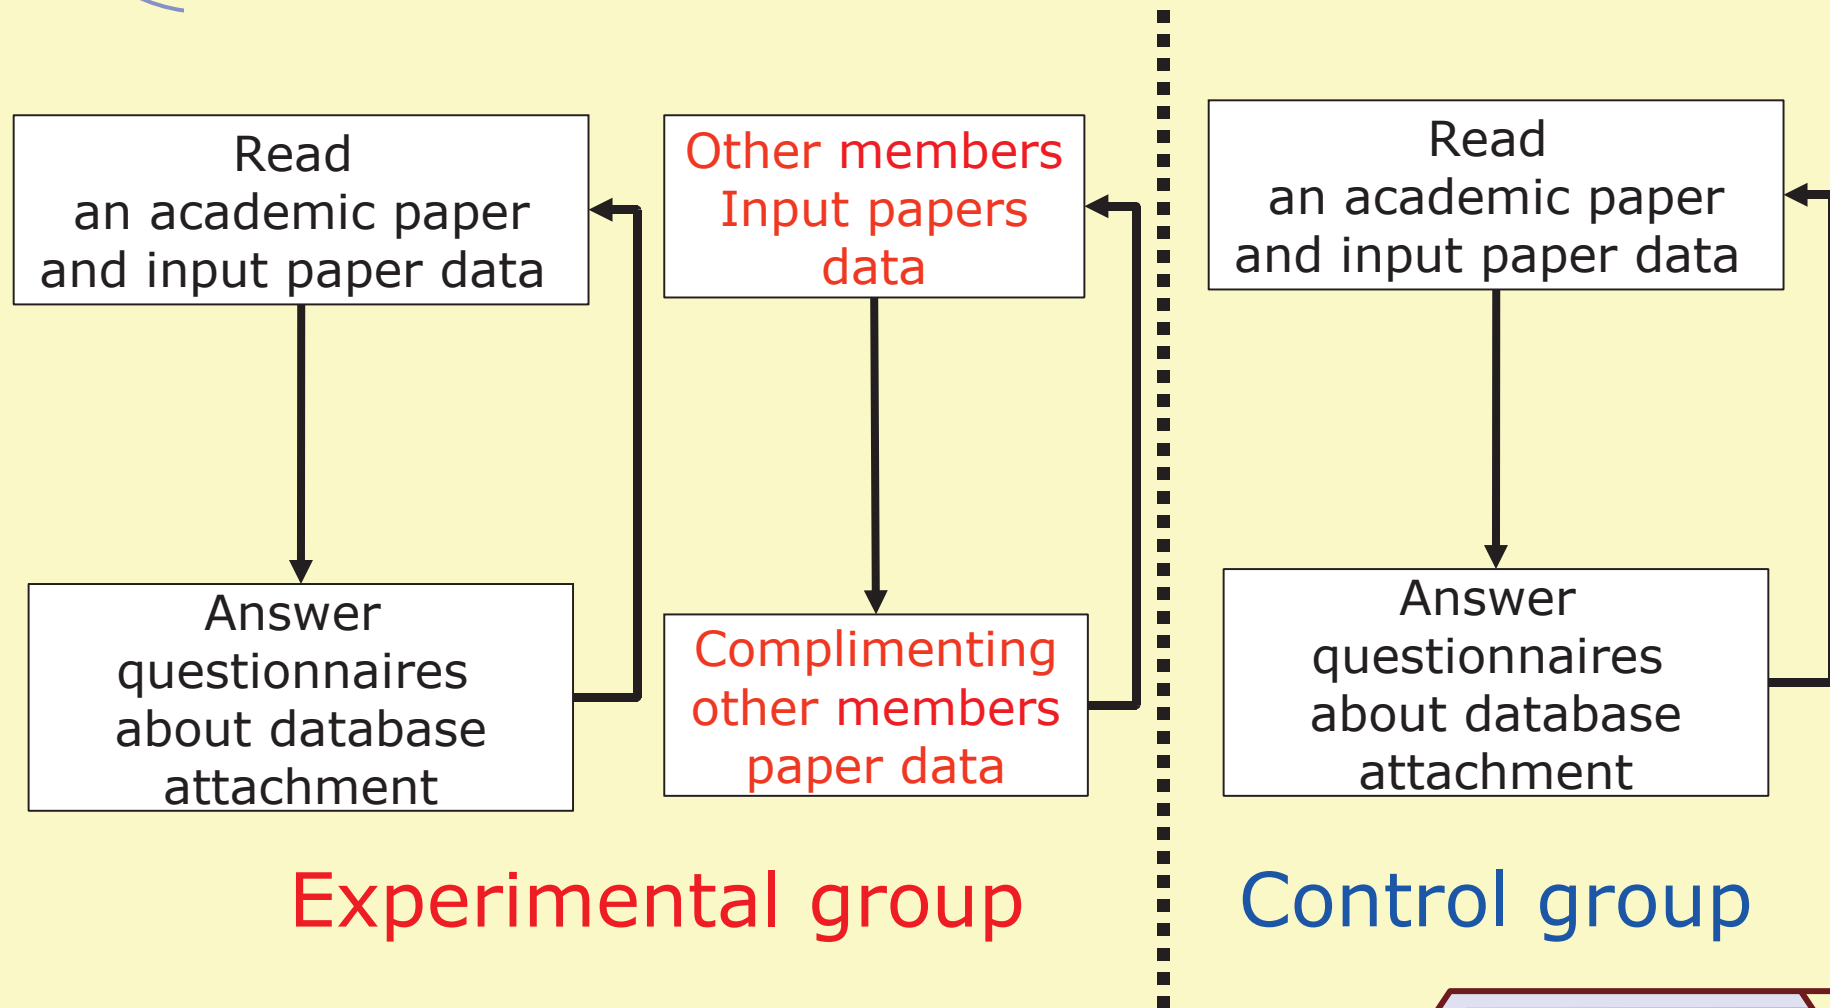 Read
an academic paper
and input paper data
Answer
questionnaires
about database
attachment
Other members
Input papers
data
Complimenting
other members
paper data
Experimental group
Read
an academic paper
and input paper data
Answer
questionnaires
about database
attachment
Control group